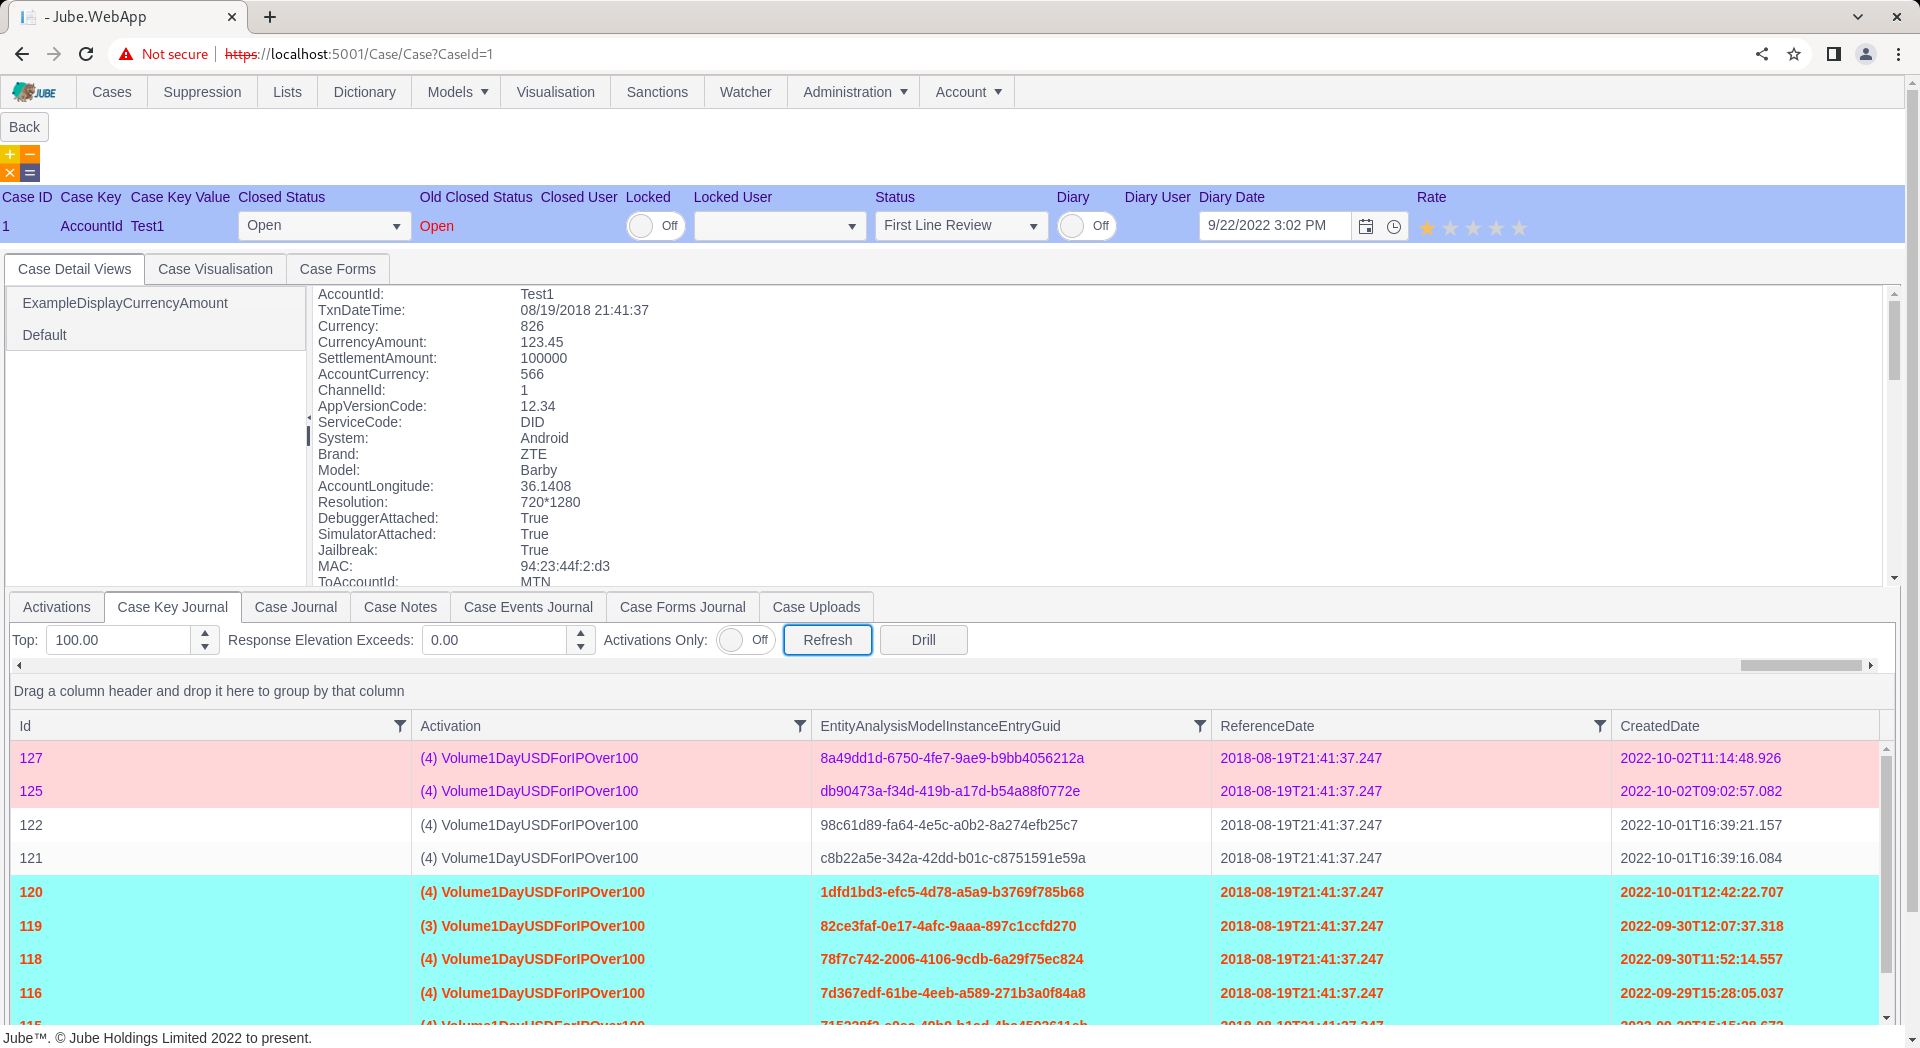 - Jube.WebApp
Not secure https://localhost:5001/Case/Case?CaseId=1
JUBE Cases Suppression Lists Dictionary Models Visualisation Sanctions Watcher Administration Account
Back
+ −
× =
Case ID Case Key Case Key Value Closed Status Old Closed Status Closed User Locked Locked User Status Diary Diary User Diary Date Rate
1 AccountId Test1 Open Open Off First Line Review Off 9/22/2022 3:02 PM
Case Detail Views Case Visualisation Case Forms
ExampleDisplayCurrencyAmount
Default
AccountId: Test1
TxnDateTime: 08/19/2018 21:41:37
Currency: 826
CurrencyAmount: 123.45
SettlementAmount: 100000
AccountCurrency: 566
ChannelId: 1
AppVersionCode: 12.34
ServiceCode: DID
System: Android
Brand: ZTE
Model: Barby
AccountLongitude: 36.1408
Resolution: 720*1280
DebuggerAttached: True
SimulatorAttached: True
Jailbreak: True
MAC: 94:23:44f:2:d3
ToAccountId: MTN
Activations Case Key Journal Case Journal Case Notes Case Events Journal Case Forms Journal Case Uploads
Top: 100.00 Response Elevation Exceeds: 0.00 Activations Only: Off Refresh Drill
Drag a column header and drop it here to group by that column
Id Activation EntityAnalysisModelInstanceEntryGuid ReferenceDate CreatedDate
127 (4) Volume1DayUSDForIPOver100 8a49dd1d-6750-4fe7-9ae9-b9bb4056212a 2018-08-19T21:41:37.247 2022-10-02T11:14:48.926
125 (4) Volume1DayUSDForIPOver100 db90473a-f34d-419b-a17d-b54a88f0772e 2018-08-19T21:41:37.247 2022-10-02T09:02:57.082
122 (4) Volume1DayUSDForIPOver100 98c61d89-fa64-4e5c-a0b2-8a274efb25c7 2018-08-19T21:41:37.247 2022-10-01T16:39:21.157
121 (4) Volume1DayUSDForIPOver100 c8b22a5e-342a-42dd-b01c-c8751591e59a 2018-08-19T21:41:37.247 2022-10-01T16:39:16.084
120 (4) Volume1DayUSDForIPOver100 1dfd1bd3-efc5-4d78-a5a9-b3769f785b68 2018-08-19T21:41:37.247 2022-10-01T12:42:22.707
119 (3) Volume1DayUSDForIPOver100 82ce3faf-0e17-4afc-9aaa-897c1ccfd270 2018-08-19T21:41:37.247 2022-09-30T12:07:37.318
118 (4) Volume1DayUSDForIPOver100 78f7c742-2006-4106-9cdb-6a29f75ec824 2018-08-19T21:41:37.247 2022-09-30T11:52:14.557
116 (4) Volume1DayUSDForIPOver100 7d367edf-61be-4eeb-a589-271b3a0f84a8 2018-08-19T21:41:37.247 2022-09-29T15:28:05.037
115 (4) Volume1DayUSDForIPOver100 2018-08-19T21:41:37.247
Jube™. © Jube Holdings Limited 2022 to present.